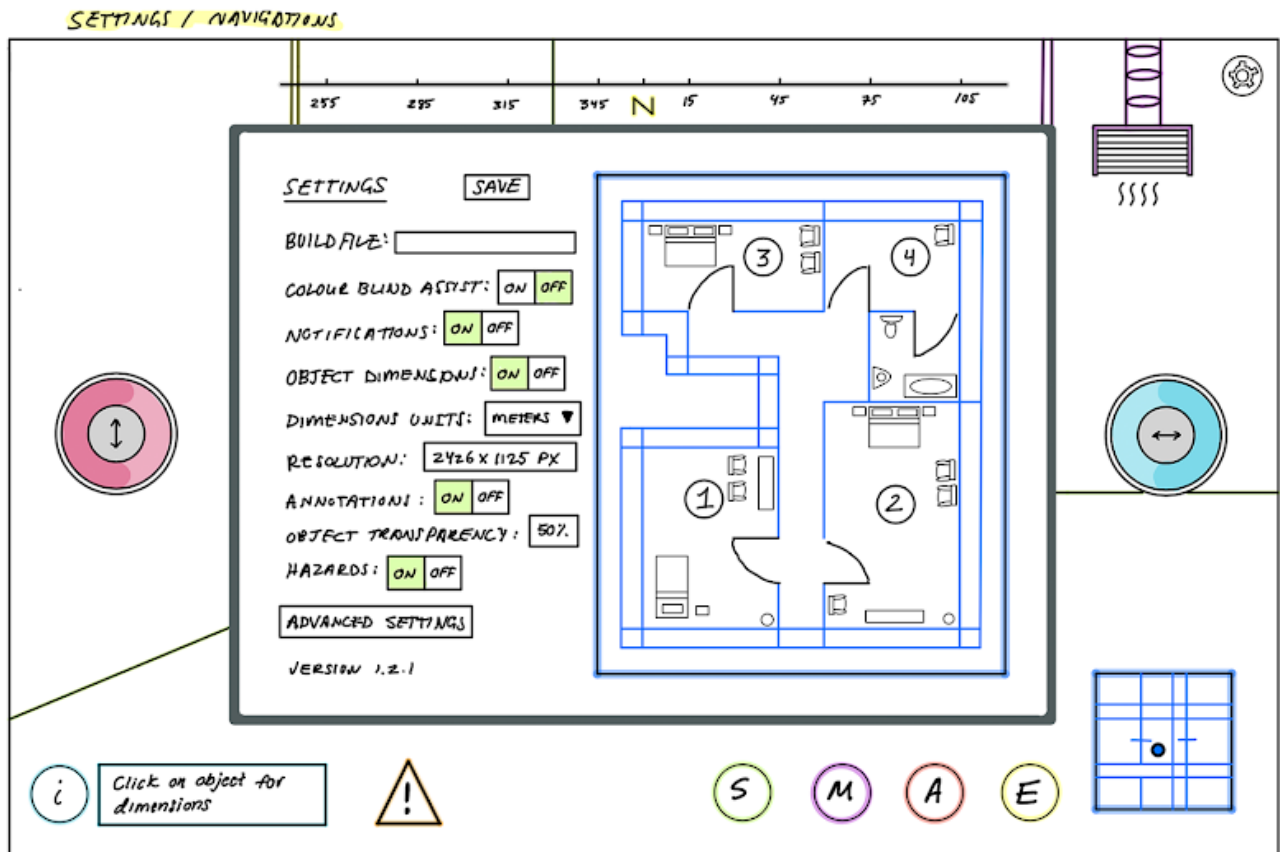 SETTINGS / NAVIGATIONS
255 285 315 345 N 15 45 75 105
SETTINGS SAVE
BUILD FILE:
COLOUR BLIND ASSIST: ON OFF
NOTIFICATIONS: ON OFF
OBJECT DIMENSIONS: ON OFF
DIMENSIONS UNITS: METERS ▼
RESOLUTION: 2426 X 1125 PX
ANNOTATIONS: ON OFF
OBJECT TRANSPARENCY: 50%
HAZARDS: ON OFF
ADVANCED SETTINGS
VERSION 1.2.1
3 4
1 2
i
Click on object for
dimensions
!
S M A E